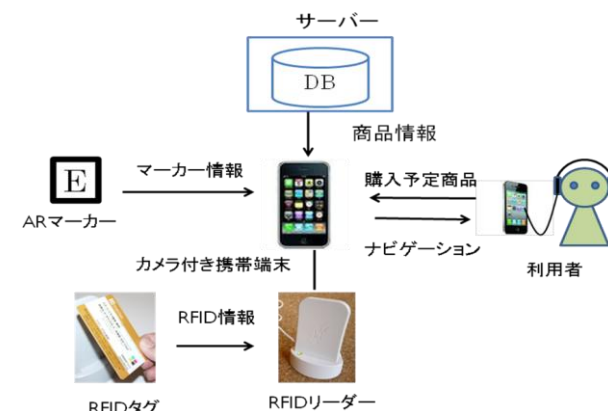 サーバー
DB
商品情報
E
マーカー情報
購入予定商品
ARマーカー
ナビゲーション
カメラ付き携帯端末
利用者
RFID情報
RFIDタグ
RFIDリーダー